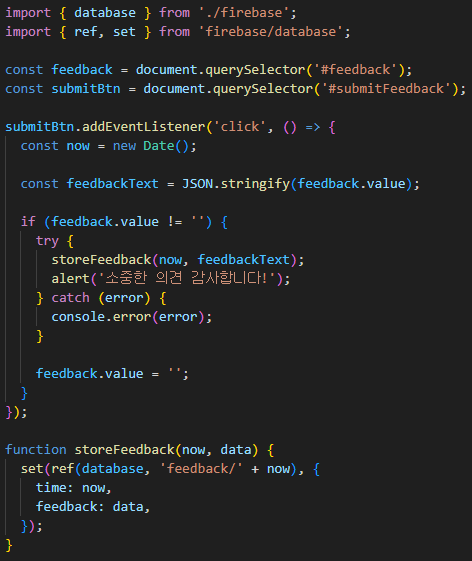 import { database } from './firebase';
import { ref, set } from 'firebase/database';

const feedback = document.querySelector('#feedback');
const submitBtn = document.querySelector('#submitFeedback');

submitBtn.addEventListener('click', () => {
  const now = new Date();

  const feedbackText = JSON.stringify(feedback.value);

  if (feedback.value != '') {
    try {
      storeFeedback(now, feedbackText);
      alert('소중한 의견 감사합니다!');
    } catch (error) {
      console.error(error);
    }

    feedback.value = '';
  }
});

function storeFeedback(now, data) {
  set(ref(database, 'feedback/' + now), {
    time: now,
    feedback: data,
  });
}